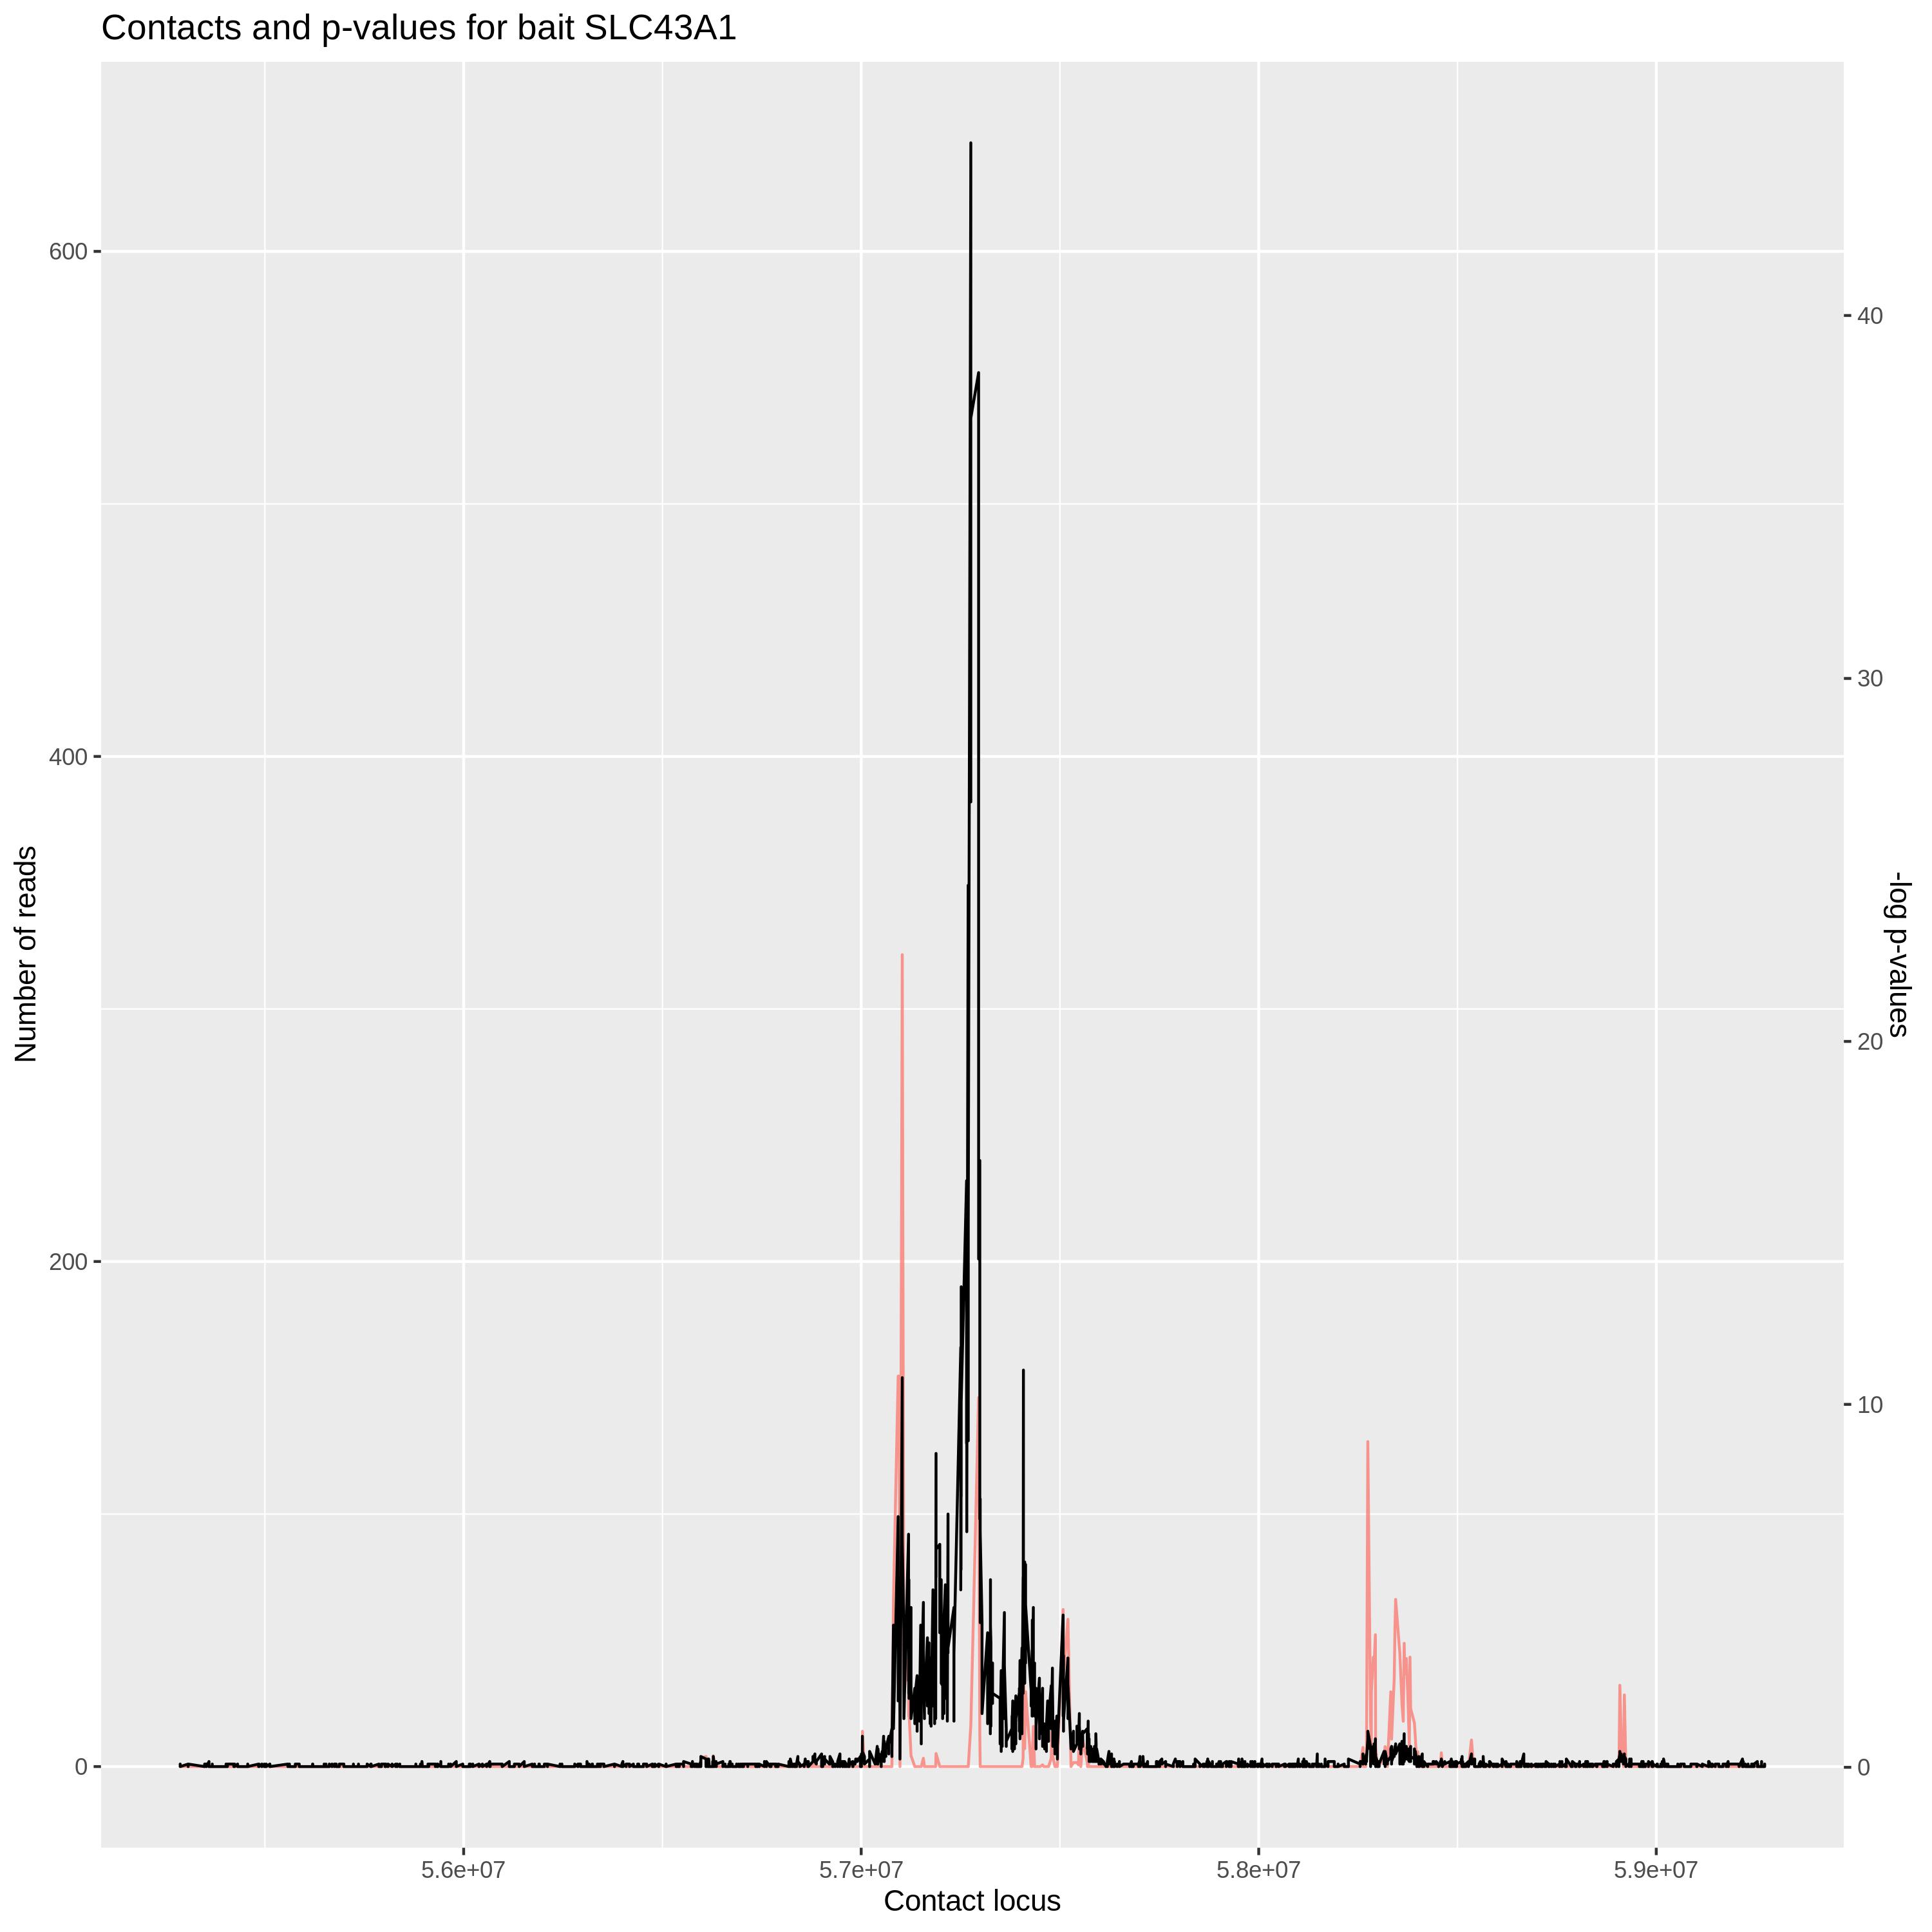 Contacts and p-values for bait SLC43A1
600
400
200
0
Number of reads
40
30
20
10
0
-log p-values
5.6e+07
5.7e+07
5.8e+07
5.9e+07
Contact locus